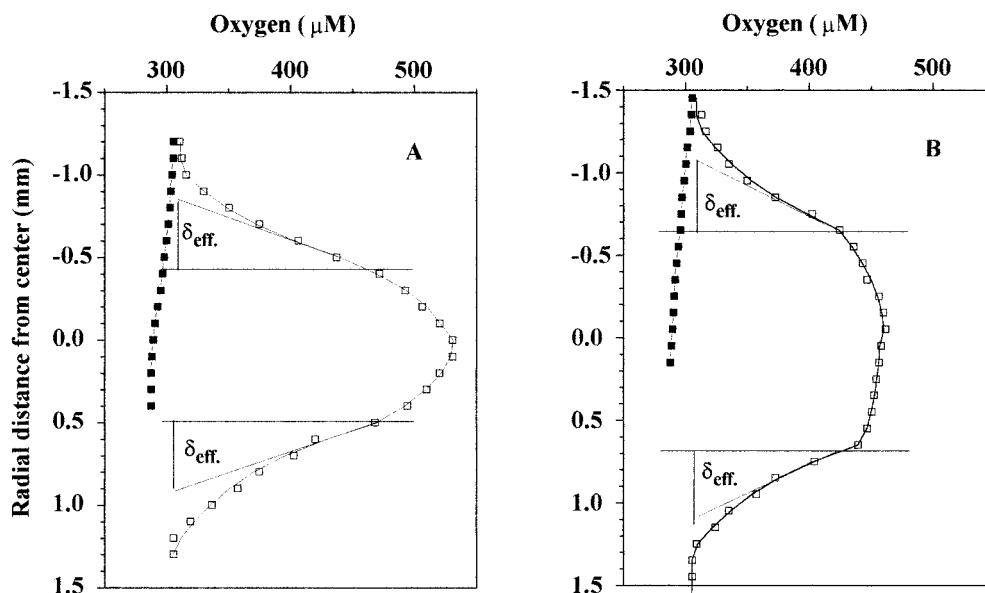 Oxygen ( μM)
300 400 500
Oxygen ( μM)
300 400 500
Radial distance from center (mm)
-1.5
-1.0
-0.5
0.0
0.5
1.0
1.5
A
δeff.
δeff.
-1.5
-1.0
-0.5
0.0
0.5
1.0
1.5
B
δeff.
δeff.